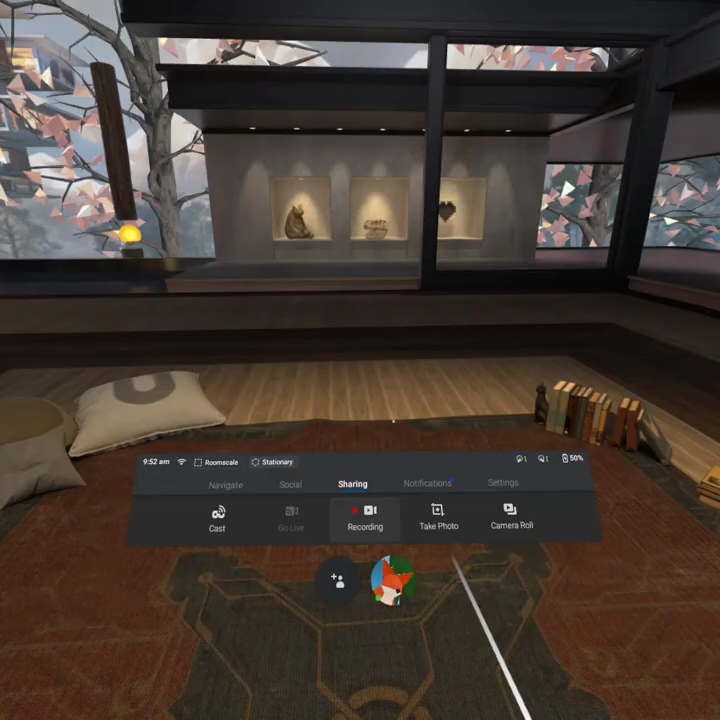 9:52 am Roomscale Stationary 1 1 50%
Navigate Social Sharing Notifications Settings
Cast Go Live Recording Take Photo Camera Roll